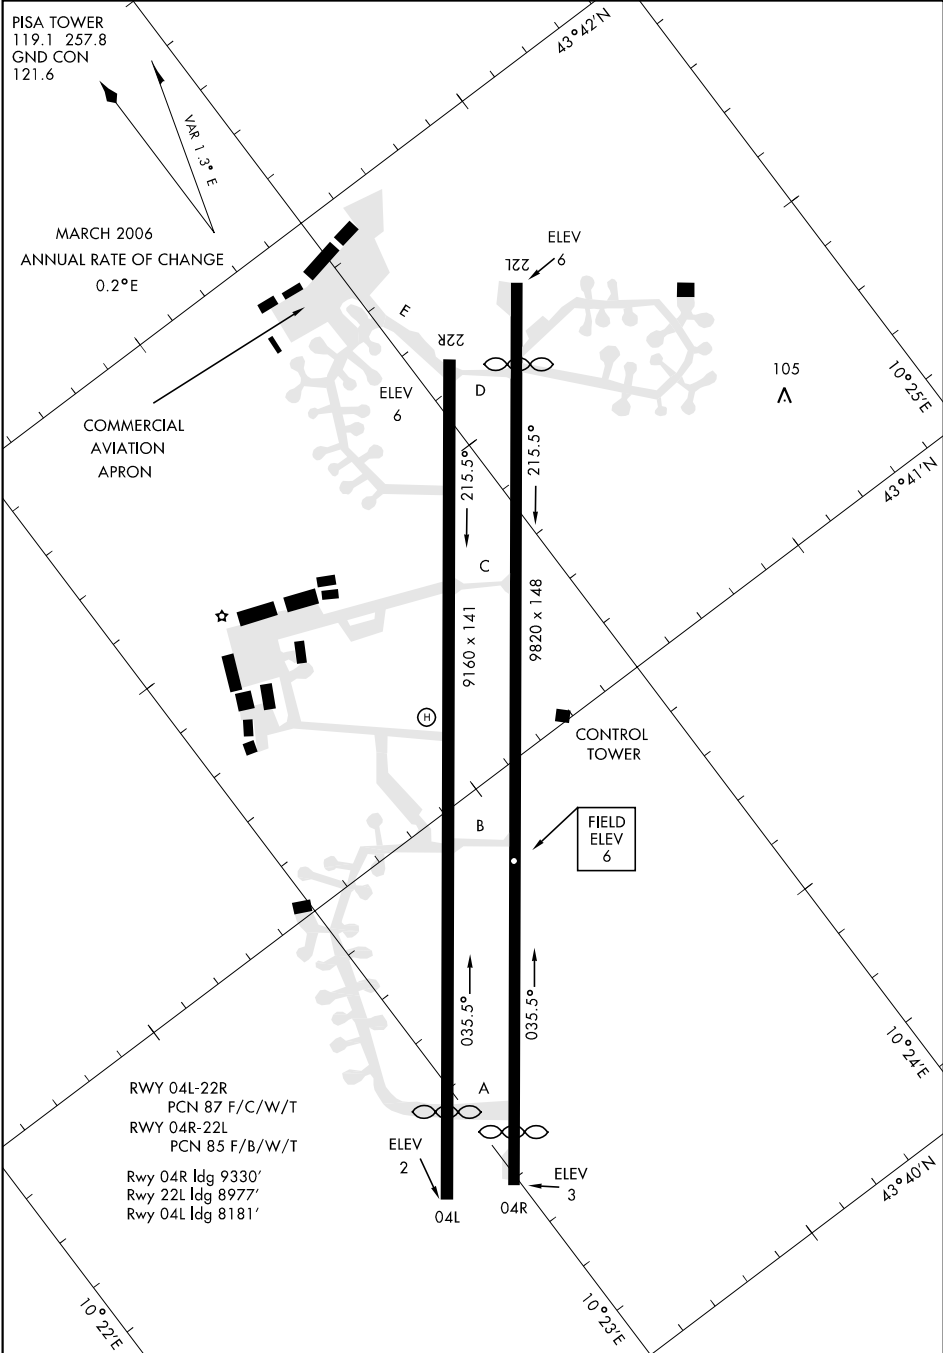 PISA TOWER
119.1 257.8
GND CON
121.6
VAR 1.3° E
MARCH 2006
ANNUAL RATE OF CHANGE
0.2°E
43°42'N
ELEV
6
22L
E
22R
ELEV
6
D
105
10°25'E
COMMERCIAL
AVIATION
APRON
215.5°
215.5°
43°41'N
C
9160 x 141
9820 x 148
H
CONTROL
TOWER
B
FIELD
ELEV
6
035.5°
035.5°
10°24'E
A
RWY 04L-22R
PCN 87 F/C/W/T
RWY 04R-22L
PCN 85 F/B/W/T
Rwy 04R ldg 9330'
Rwy 22L ldg 8977'
Rwy 04L ldg 8181'
ELEV
2
ELEV
3
04L
04R
43°40'N
10°22'E
10°23'E